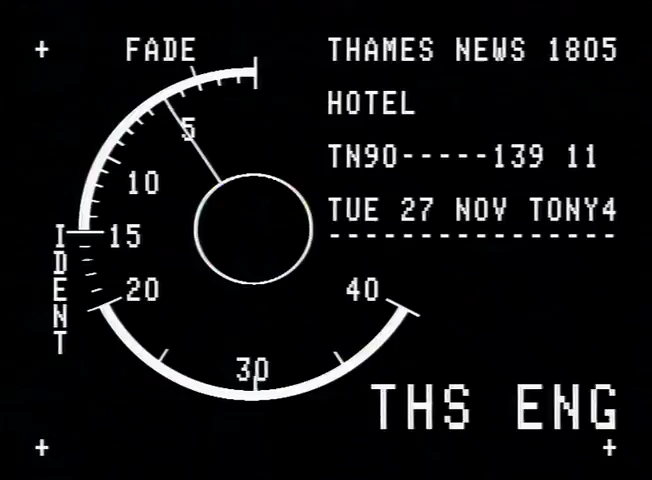 FADE
THAMES NEWS 1805
HOTEL
5
TN90-----139 11
10
TUE 27 NOV TONY4
----------------
15
IDENT
20
40
30
THS ENG